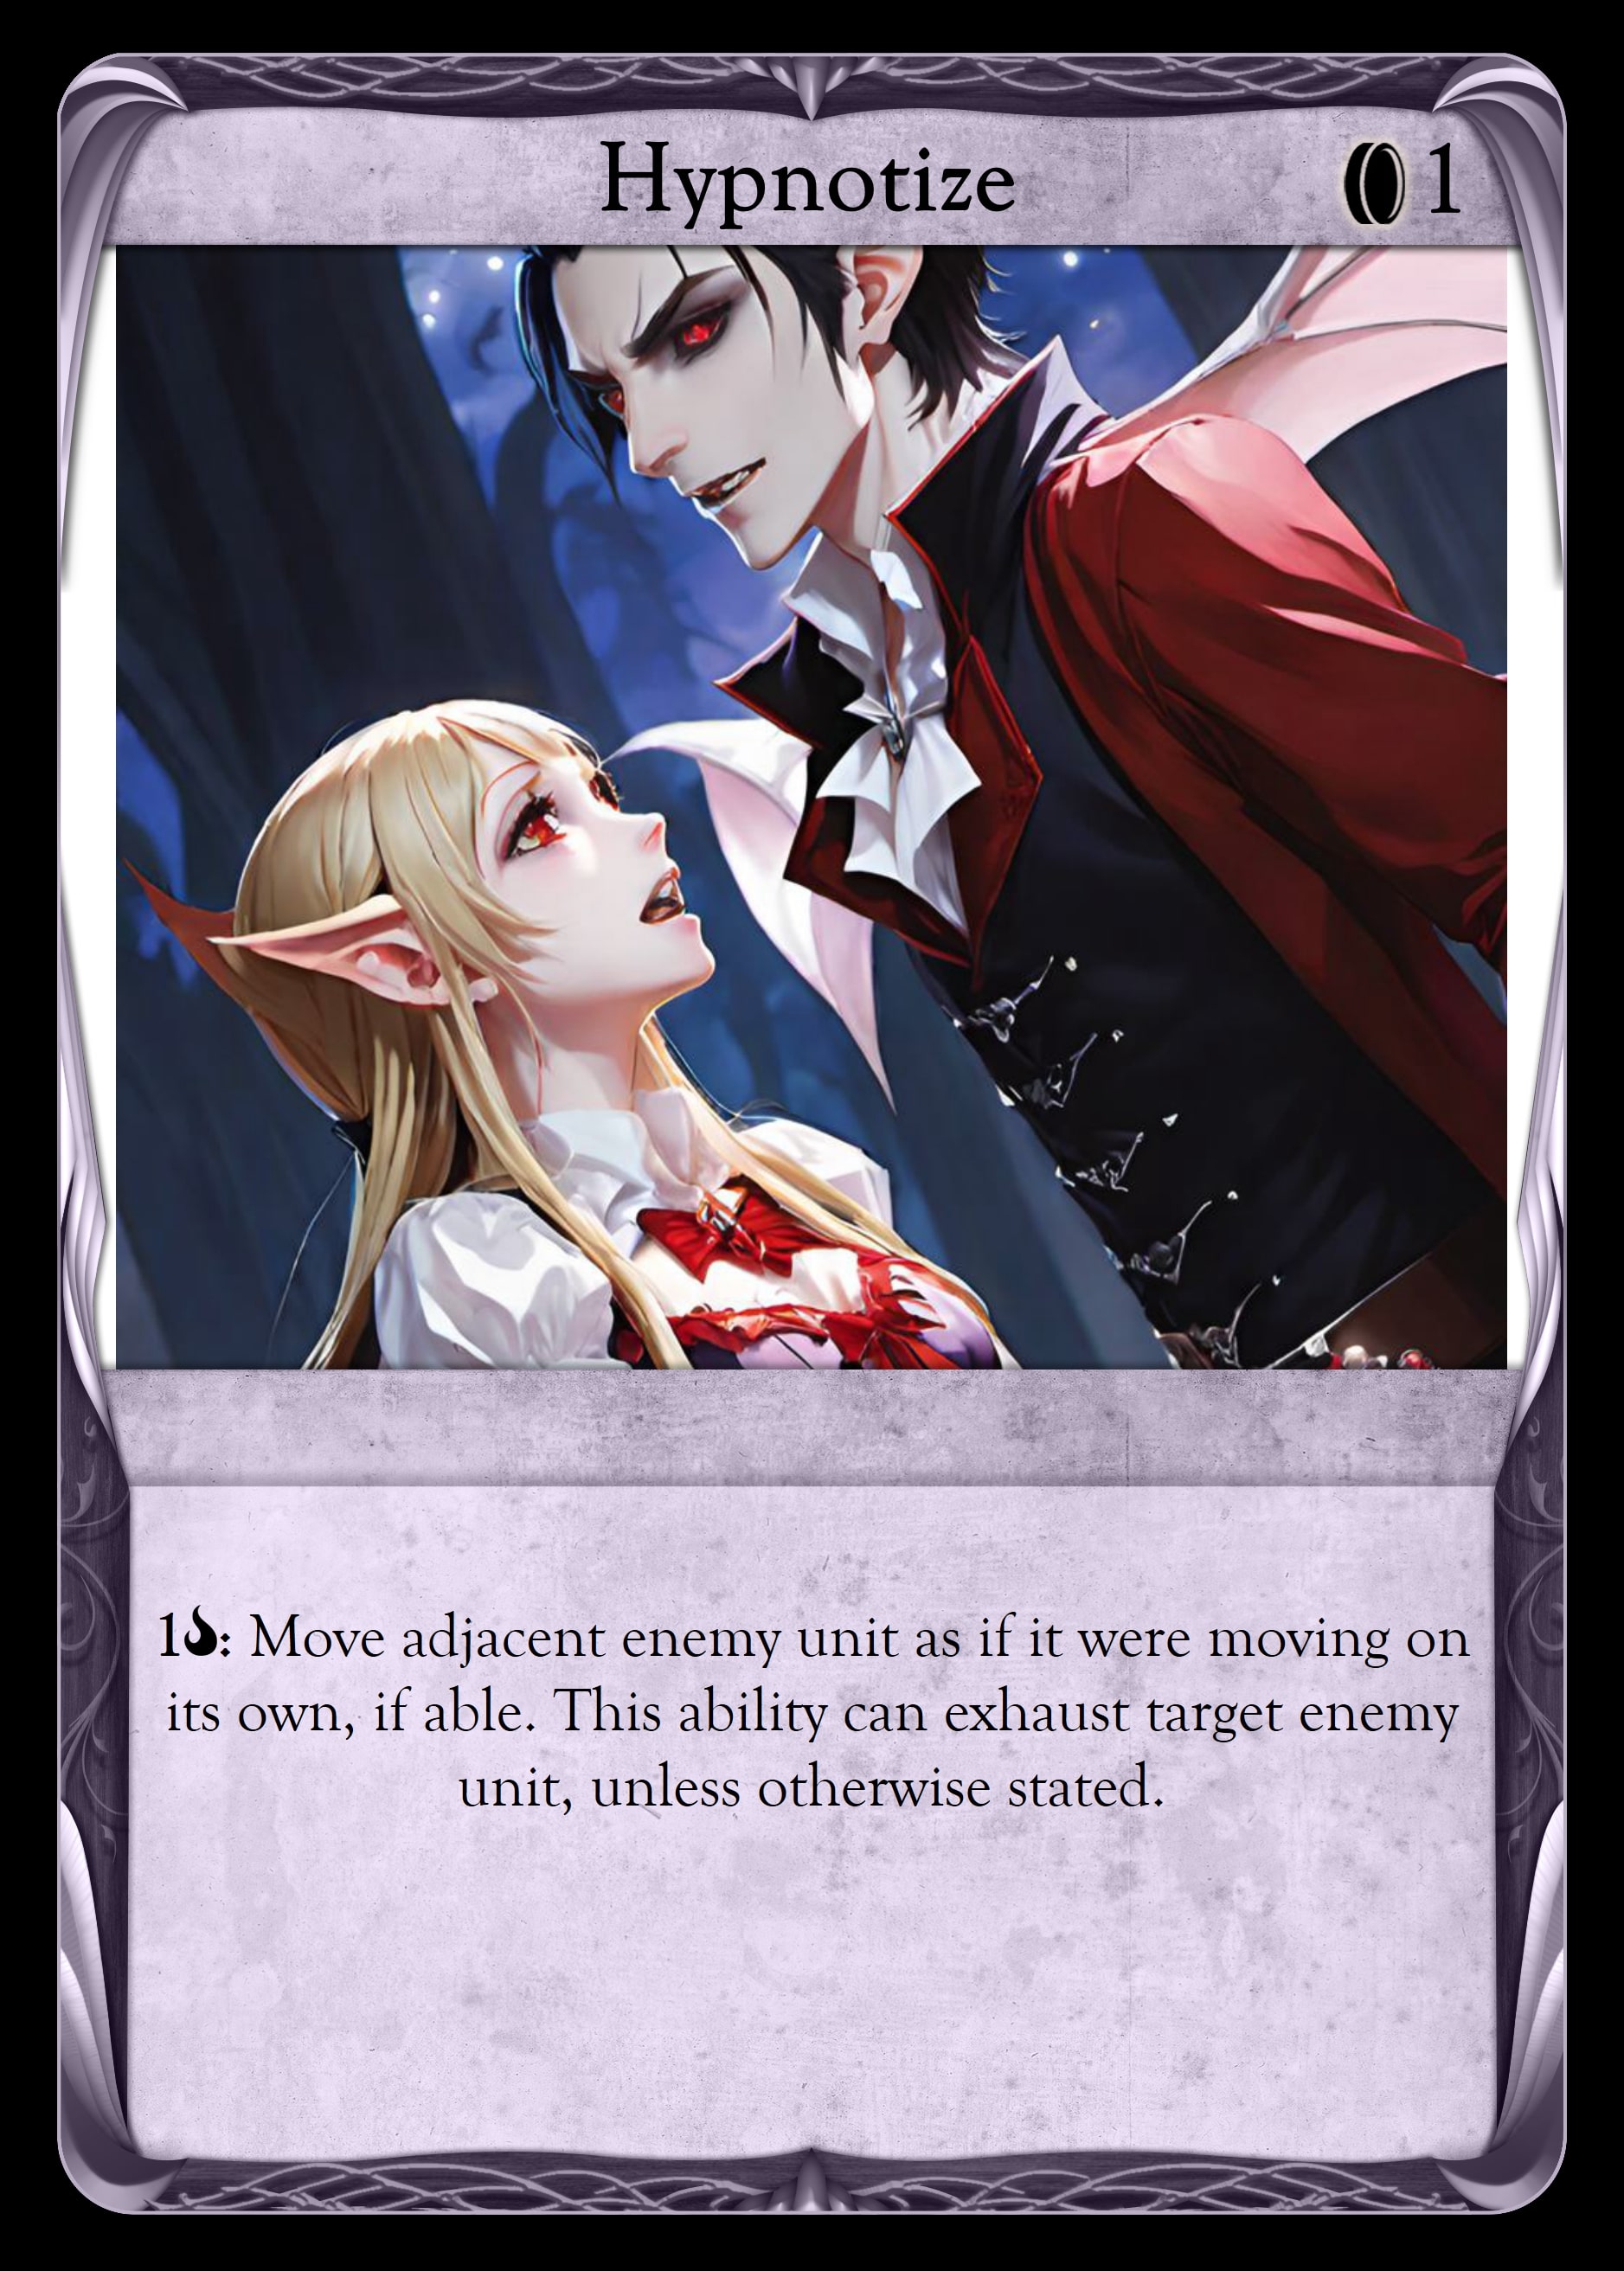 Hypnotize 1
1: Move adjacent enemy unit as if it were moving on
its own, if able. This ability can exhaust target enemy
unit, unless otherwise stated.